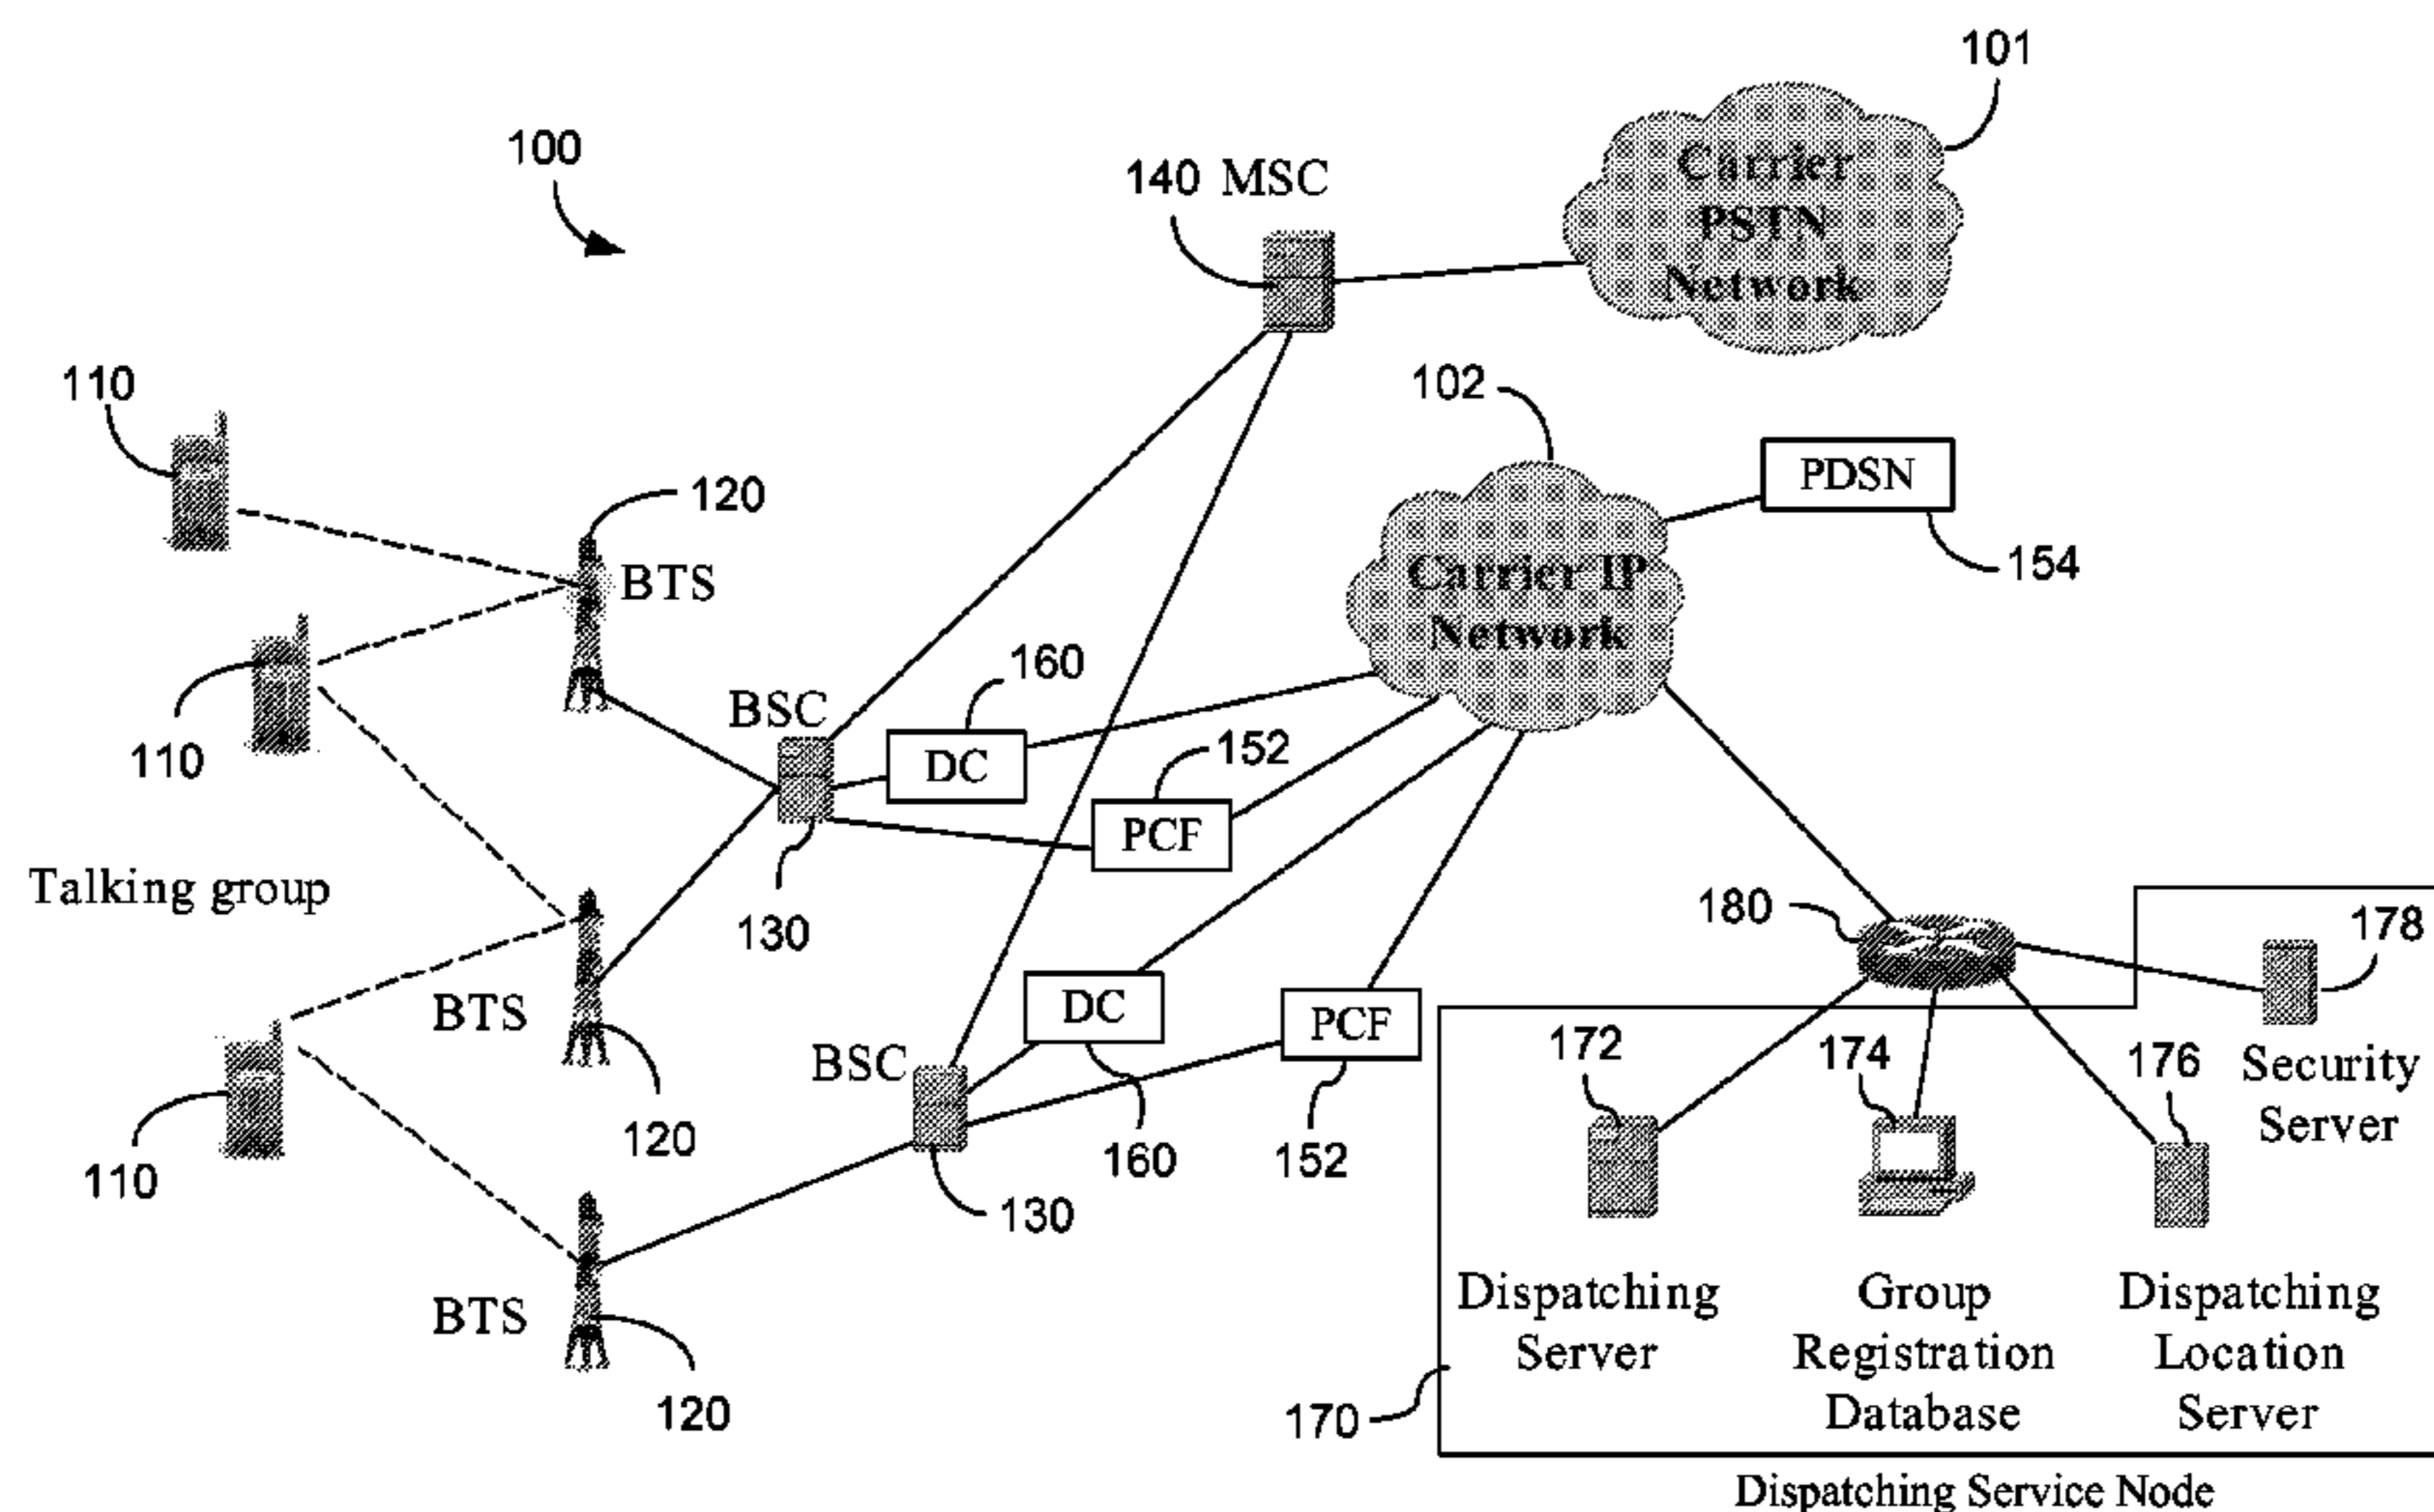 101
100
140 MSC
Carrier
PSTN
Network
110
102
120
PDSN
BTS
Carrier IP
Network
154
160
BSC
110
DC
152
PCF
Talking group
130
180
178
BTS
DC
PCF
172
174
176
Security
Server
BSC
120
160
152
110
130
Dispatching
Server
Group
Registration
Database
Dispatching
Location
Server
BTS
120
170
Dispatching Service Node